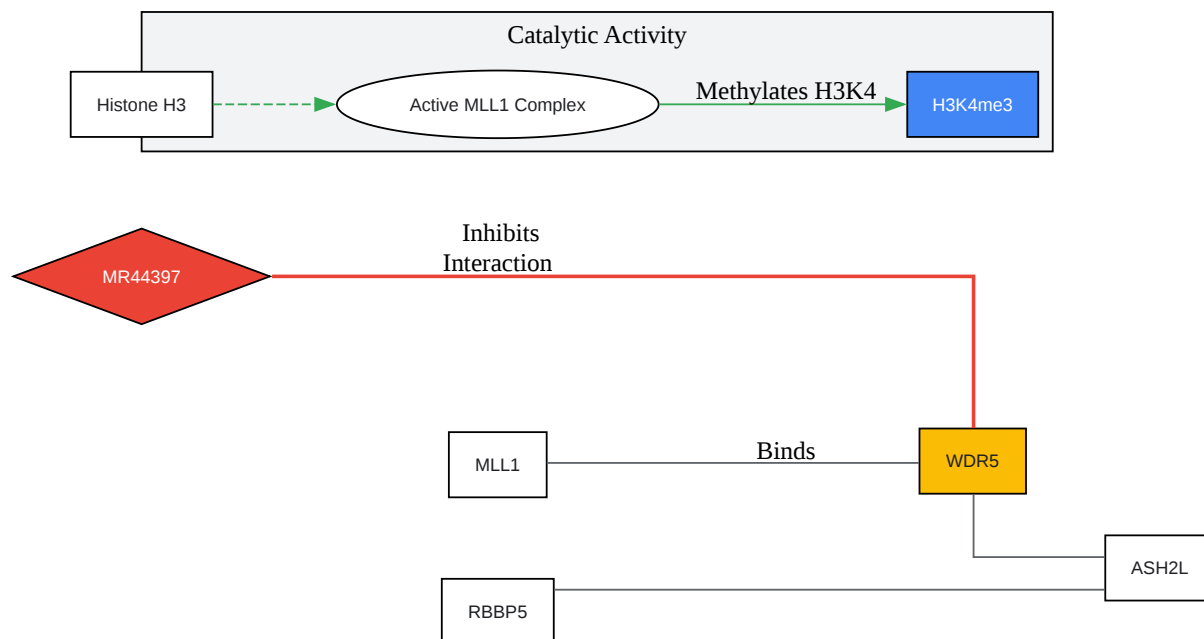 Catalytic Activity
Histone H3
Active MLL1 Complex
Methylates H3K4
H3K4me3
Inhibits
Interaction
MR44397
MLL1
Binds
WDR5
ASH2L
RBBP5